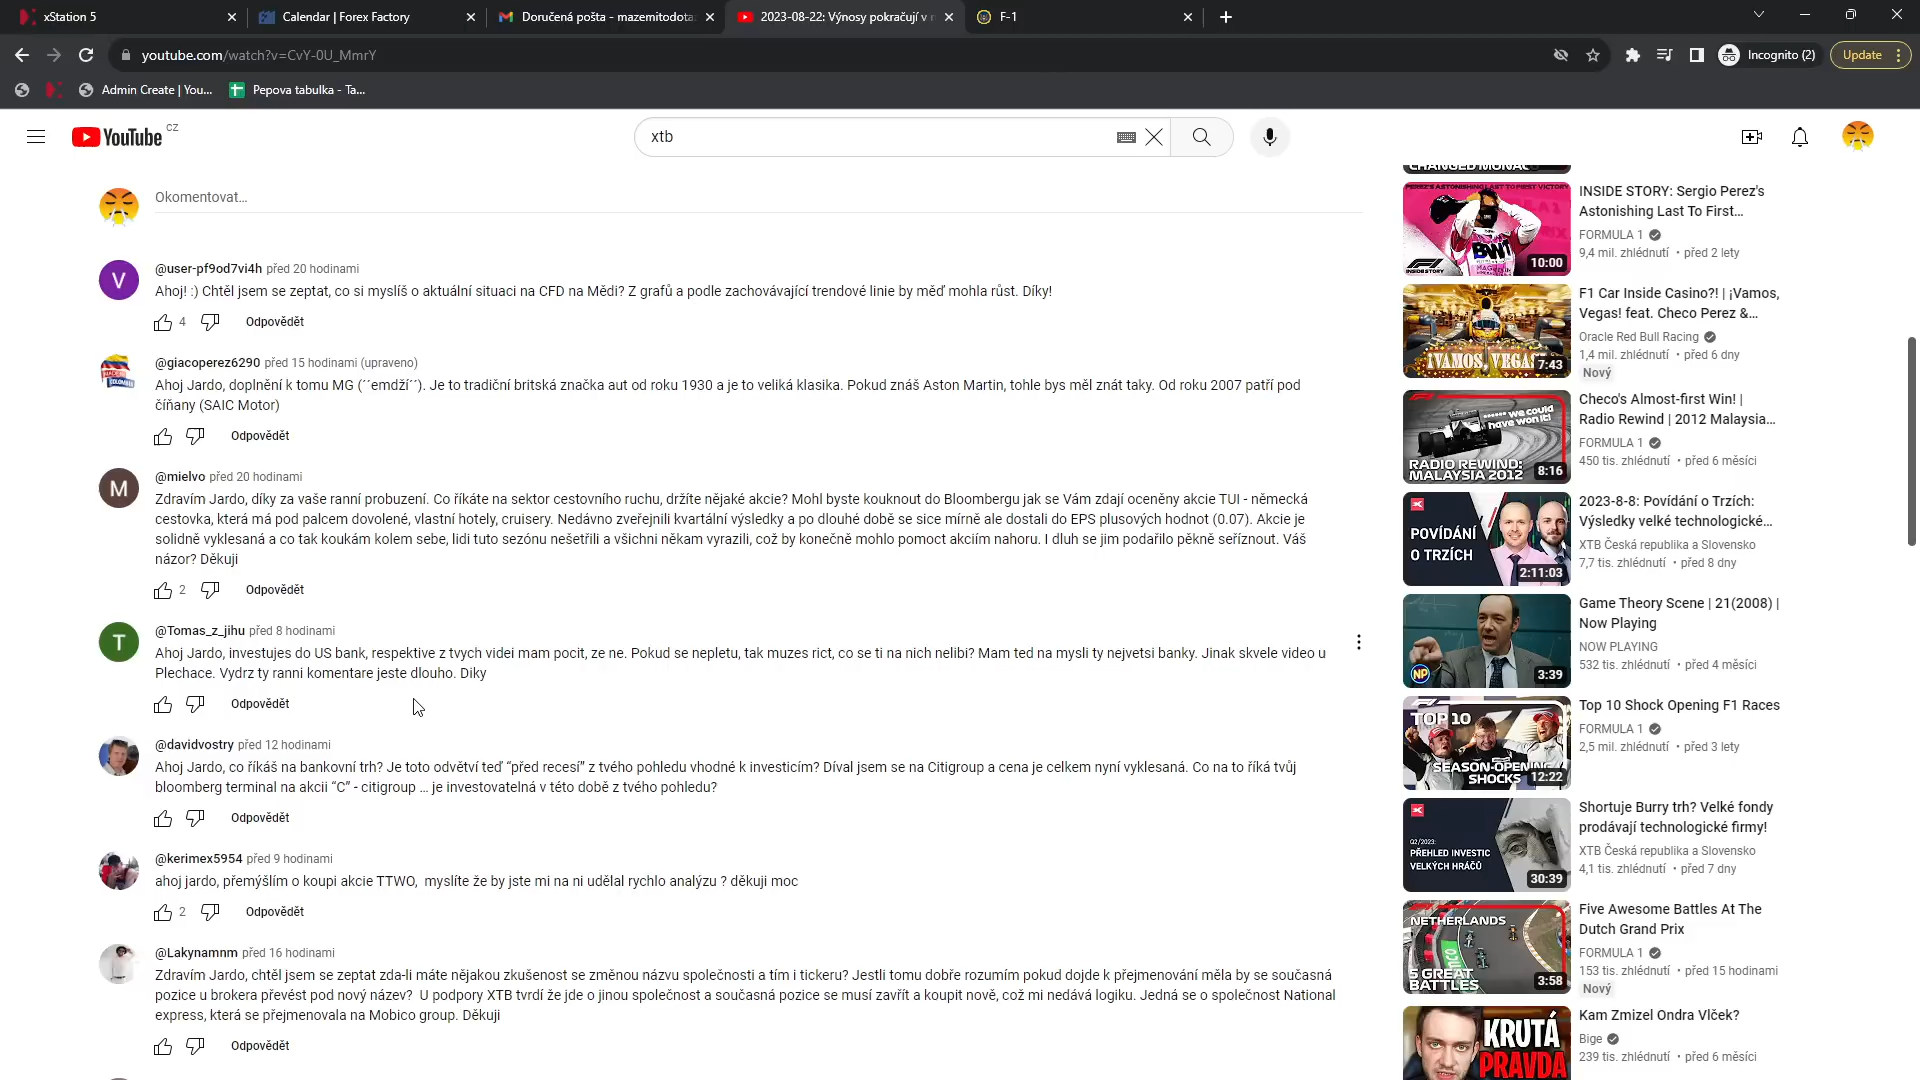 xStation 5
Calendar | Forex Factory
Doručená pošta - mazemitodota
2023-08-22: Výnosy pokračují v
F-1
youtube.com/watch?v=CvY-0U_MmrY
Incognito (2)
Update
Admin Create | You...
Pepova tabulka - Ta...
YouTube CZ
xtb
Okomentovat...
@user-pf9od7vi4h před 20 hodinami
Ahoj! :) Chtěl jsem se zeptat, co si myslíš o aktuální situaci na CFD na Mědi? Z grafů a podle zachovávající trendové linie by měď mohla růst. Díky!
4 Odpovědět
@giacoperez6290 před 15 hodinami (upraveno)
Ahoj Jardo, doplnění k tomu MG (´´emdží´´). Je to tradiční britská značka aut od roku 1930 a je to veliká klasika. Pokud znáš Aston Martin, tohle bys měl znát taky. Od roku 2007 patří pod
číňany (SAIC Motor)
Odpovědět
M
@mielvo před 20 hodinami
Zdravím Jardo, díky za vaše ranní probuzení. Co říkáte na sektor cestovního ruchu, držíte nějaké akcie? Mohl byste kouknout do Bloombergu jak se Vám zdají oceněny akcie TUI - německá
cestovka, která má pod palcem dovolené, vlastní hotely, cruisery. Nedávno zveřejnili kvartální výsledky a po dlouhé době se sice mírně ale dostali do EPS plusových hodnot (0.07). Akcie je
solidně vyklesaná a co tak koukám kolem sebe, lidi tuto sezónu nešetřili a všichni někam vyrazili, což by konečně mohlo pomoct akciím nahoru. I dluh se jim podařilo pěkně seříznout. Váš
názor? Děkuji
2 Odpovědět
T
@Tomas_z_jihu před 8 hodinami
Ahoj Jardo, investujes do US bank, respektive z tvych videi mam pocit, ze ne. Pokud se nepletu, tak muzes rict, co se ti na nich nelibi? Mam ted na mysli ty nejvetsi banky. Jinak skvele video u
Plechace. Vydrz ty ranni komentare jeste dlouho. Diky
Odpovědět
@davidvostry před 12 hodinami
Ahoj Jardo, co říkáš na bankovní trh? Je toto odvětví teď “před recesí” z tvého pohledu vhodné k investicím? Díval jsem se na Citigroup a cena je celkem nyní vyklesaná. Co na to říká tvůj
bloomberg terminal na akcii “C” - citigroup … je investovatelná v této době z tvého pohledu?
Odpovědět
@kerimex5954 před 9 hodinami
ahoj jardo, přemýšlím o koupi akcie TTWO, myslíte že by jste mi na ni udělal rychlo analýzu ? děkuji moc
2 Odpovědět
@Lakynamnm před 16 hodinami
Zdravím Jardo, chtěl jsem se zeptat zda-li máte nějakou zkušenost se změnou názvu společnosti a tím i tickeru? Jestli tomu dobře rozumím pokud dojde k přejmenování měla by se současná
pozice u brokera převést pod nový název? U podpory XTB tvrdí že jde o jinou společnost a současná pozice se musí zavřít a koupit nově, což mi nedává logiku. Jedná se o společnost National
express, která se přejmenovala na Mobico group. Děkuji
Odpovědět
V
CHANGED MONAC
PEREZ'S ASTONISHING LAST TO FIRST VICTORY
BWT
INSIDE STORY
10:00
INSIDE STORY: Sergio Perez's
Astonishing Last To First...
FORMULA 1
9,4 mil. zhlédnutí • před 2 lety
¡VAMOS, VEGAS!
7:43
F1 Car Inside Casino?! | ¡Vamos,
Vegas! feat. Checo Perez &...
Oracle Red Bull Racing
1,4 mil. zhlédnutí • před 6 dny
Nový
...... we could
have won it!
RADIO REWIND:
MALAYSIA 2012
8:16
Checo's Almost-first Win! |
Radio Rewind | 2012 Malaysia...
FORMULA 1
450 tis. zhlédnutí • před 6 měsíci
POVÍDÁNÍ
O TRZÍCH
2:11:03
2023-8-8: Povídání o Trzích:
Výsledky velké technologické...
XTB Česká republika a Slovensko
7,7 tis. zhlédnutí • před 8 dny
NP
3:39
Game Theory Scene | 21(2008) |
Now Playing
NOW PLAYING
532 tis. zhlédnutí • před 4 měsíci
TOP 10
SEASON-OPENING
SHOCKS
12:22
Top 10 Shock Opening F1 Races
FORMULA 1
2,5 mil. zhlédnutí • před 3 lety
Q2/2023:
PŘEHLED INVESTIC
VELKÝCH HRÁČŮ
30:39
Shortuje Burry trh? Velké fondy
prodávají technologické firmy!
XTB Česká republika a Slovensko
4,1 tis. zhlédnutí • před 7 dny
NETHERLANDS
5 GREAT
BATTLES
3:58
Five Awesome Battles At The
Dutch Grand Prix
FORMULA 1
153 tis. zhlédnutí • před 15 hodinami
Nový
KRUTÁ
PRAVDA
Kam Zmizel Ondra Vlček?
Bige
239 tis. zhlédnutí • před 6 měsíci